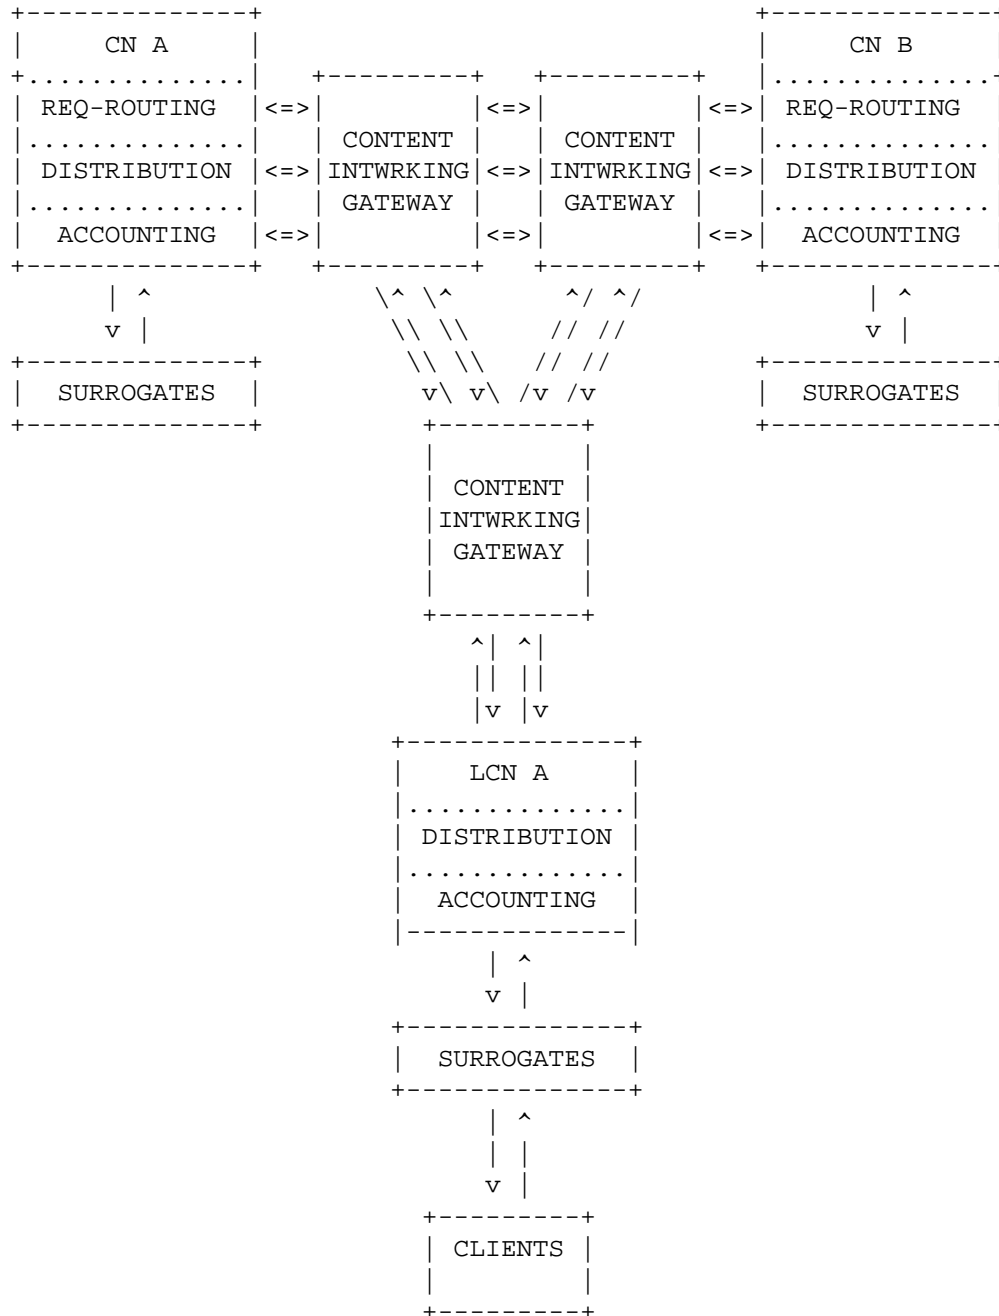 CN A
CN B
REQ-ROUTING
CONTENT
INTWRKING
GATEWAY
CONTENT
INTWRKING
GATEWAY
REQ-ROUTING
DISTRIBUTION
DISTRIBUTION
ACCOUNTING
ACCOUNTING
SURROGATES
SURROGATES
CONTENT
INTWRKING
GATEWAY
LCN A
DISTRIBUTION
ACCOUNTING
SURROGATES
CLIENTS